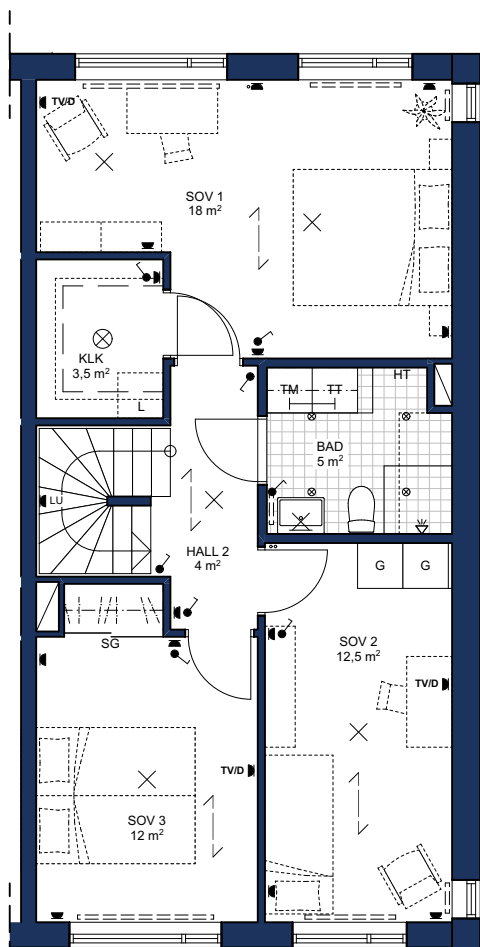 TV/D
SOV 1
18 m²
KLK
3,5 m²
L
TM
TT
HT
BAD
5 m²
LU
HALL 2
4 m²
G
G
SG
SOV 2
12,5 m²
TV/D
TV/D
SOV 3
12 m²